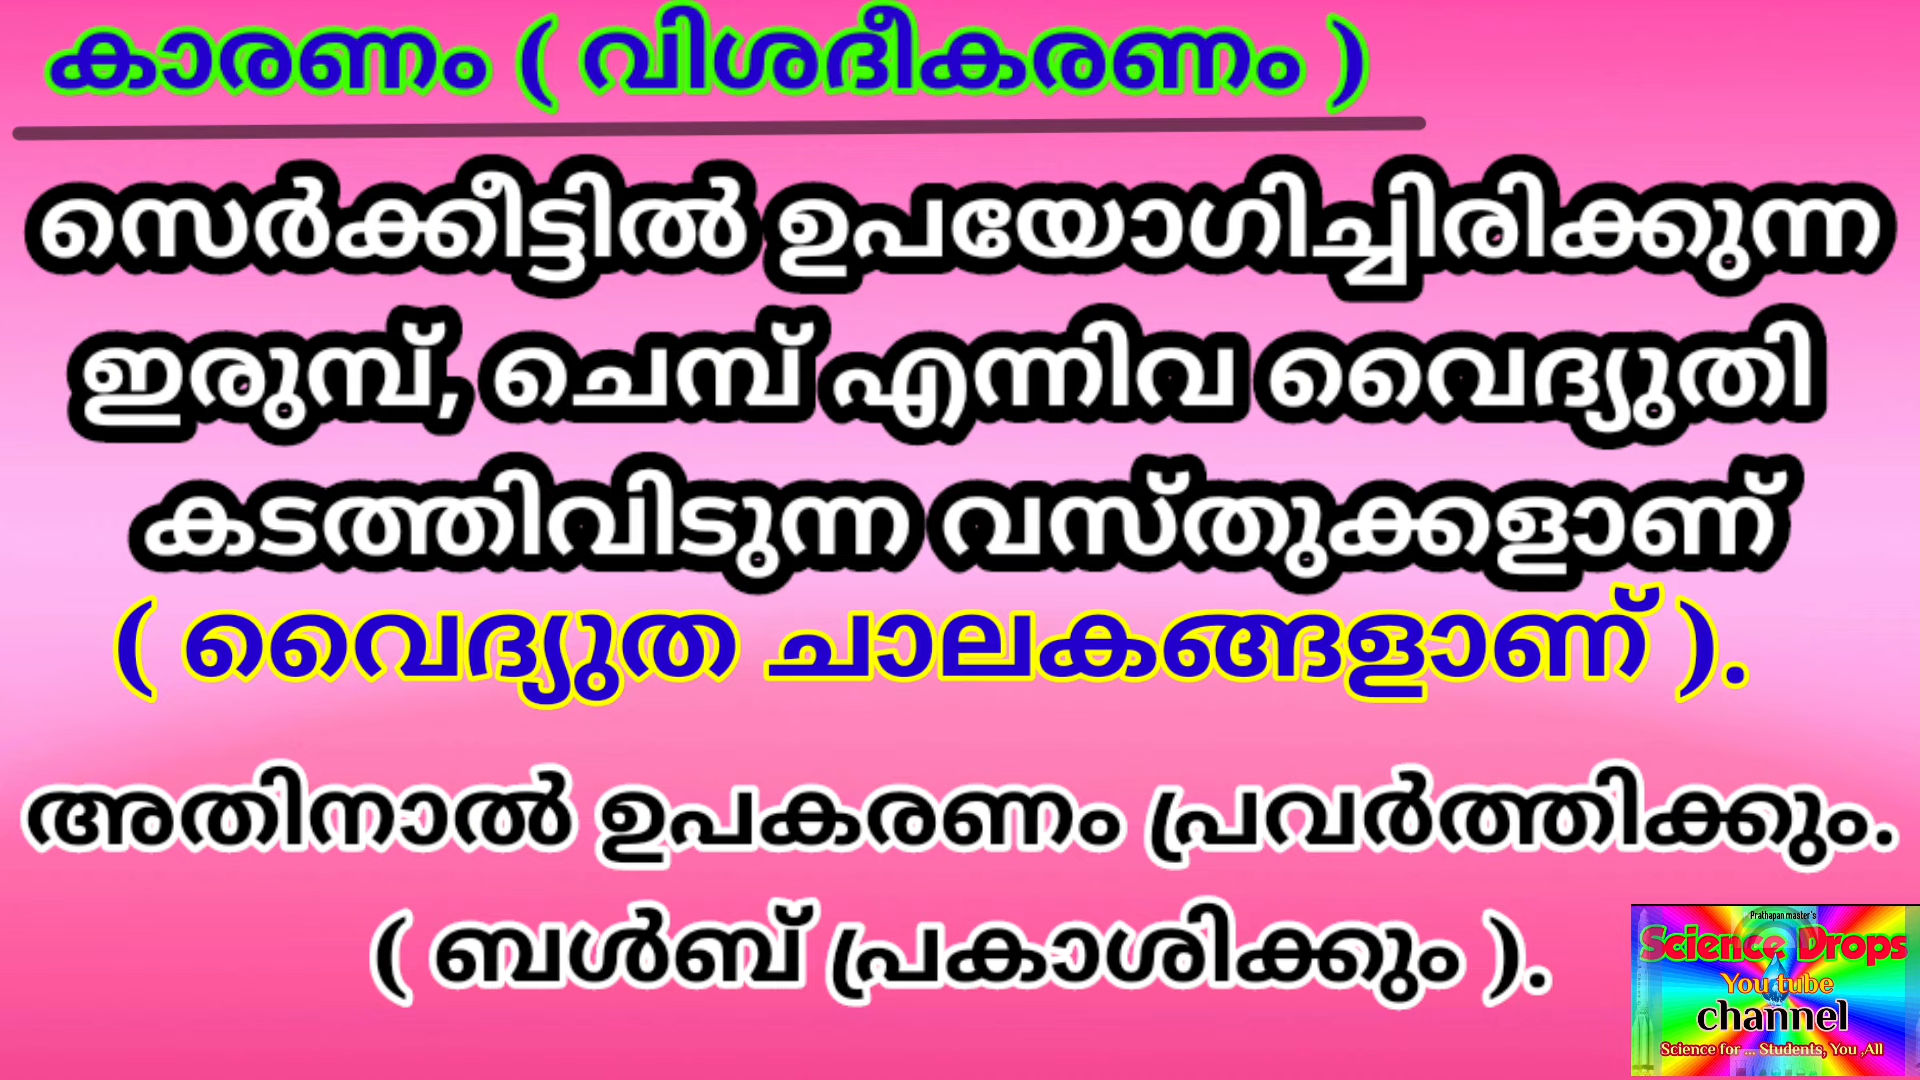 കാരണം ( വിശദീകരണം )
സെർക്കീട്ടിൽ ഉപയോഗിച്ചിരിക്കുന്ന
ഇരുമ്പ്, ചെമ്പ് എന്നിവ വൈദ്യുതി
കടത്തിവിടുന്ന വസ്തുക്കളാണ്
( വൈദ്യുത ചാലകങ്ങളാണ് ).
അതിനാൽ ഉപകരണം പ്രവർത്തിക്കും.
( ബൾബ് പ്രകാശിക്കും ).
Prathapan master's
Science Drops
You tube
channel
Science for ... Students, You ,All